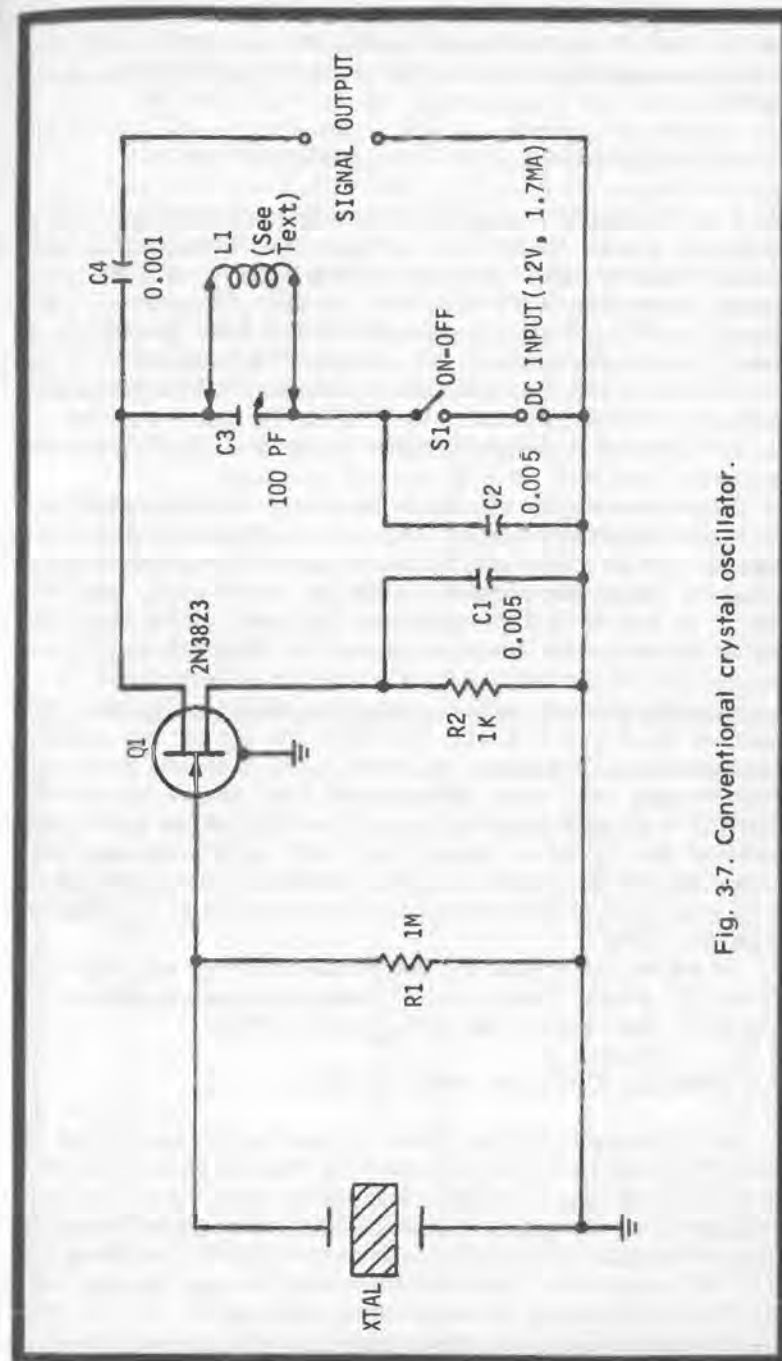 XTAL
R1
1M
Q1
2N3823
R2
1K
C1
0.005
C2
0.005
C3
100 PF
C4
0.001
L1
(See
Text)
S1
ON-OFF
DC INPUT (12V, 1.7MA)
SIGNAL OUTPUT
Fig. 3-7. Conventional crystal oscillator.